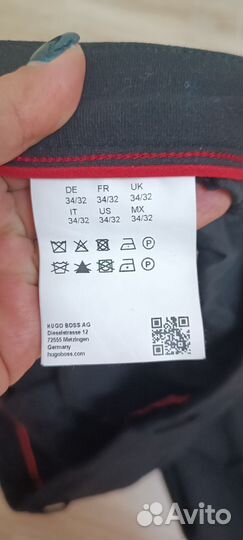 DE FR UK
34/32 34/32 34/32
IT US MX
34/32 34/32 34/32
P
P
HUGO BOSS AG
Dieselstrasse 12
72555 Metzingen
Germany
hugoboss.com
Avito